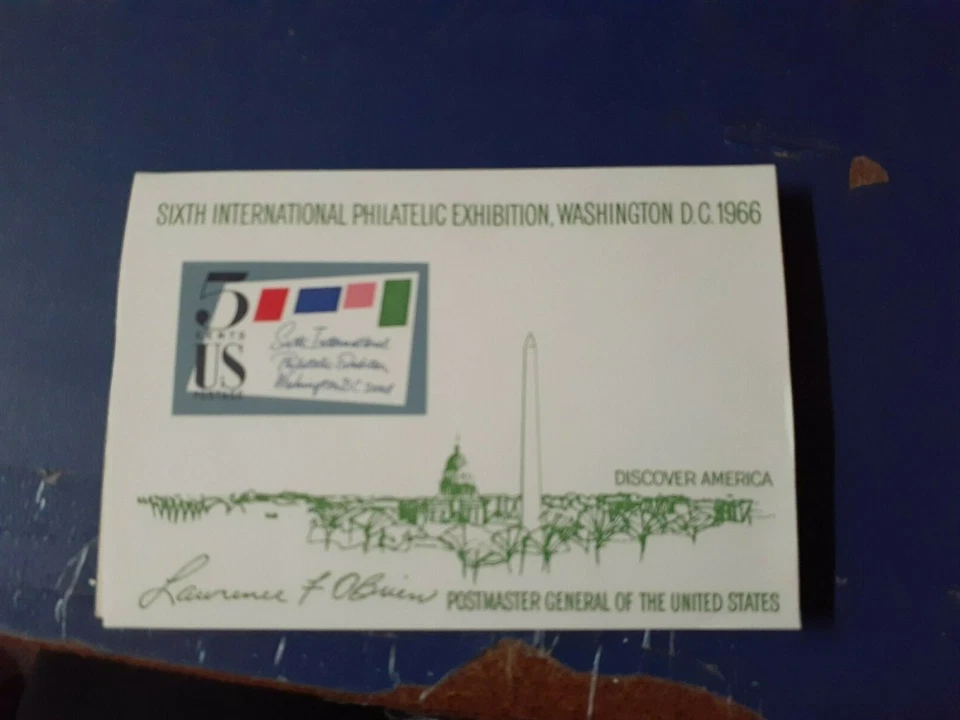 SIXTH INTERNATIONAL PHILATELIC EXHIBITION, WASHINGTON D.C. 1966
5
CENTS
US
POSTAGE
Sixth International
Philatelic Exhibition
Washington D.C.
DISCOVER AMERICA
Lawrence F O'Brien
POSTMASTER GENERAL OF THE UNITED STATES